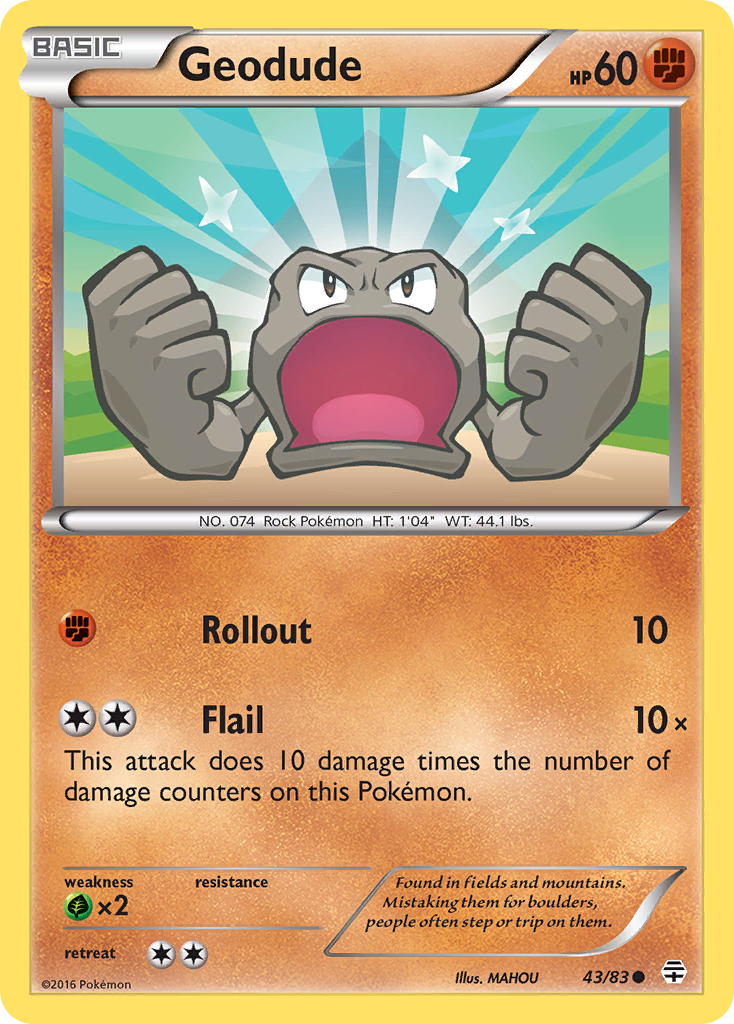 BASIC
Geodude
HP60
NO. 074 Rock Pokémon HT: 1'04" WT: 44.1 lbs.
Rollout 10
Flail 10×
This attack does 10 damage times the number of
damage counters on this Pokémon.
weakness resistance
×2
retreat
Found in fields and mountains.
Mistaking them for boulders,
people often step or trip on them.
©2016 Pokémon
Illus. MAHOU
43/83